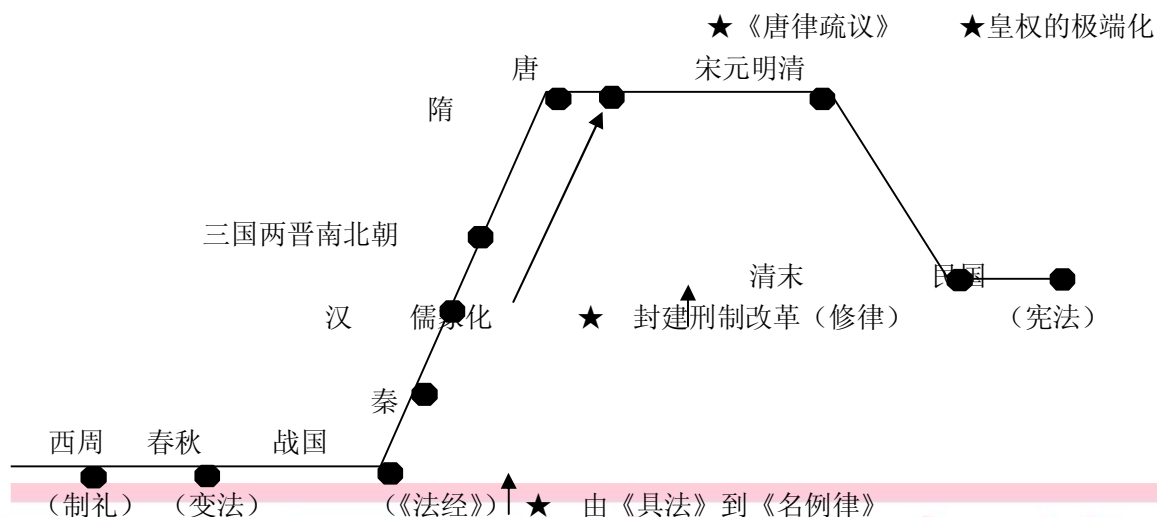 ★《唐律疏议》 ★皇权的极端化
唐 宋元明清
隋
三国两晋南北朝
清末 民国
汉 儒家化 ★ 封建刑制改革（修律） （宪法）
秦
西周 春秋 战国
（制礼） （变法） （《法经》） ★ 由《具法》到《名例律》